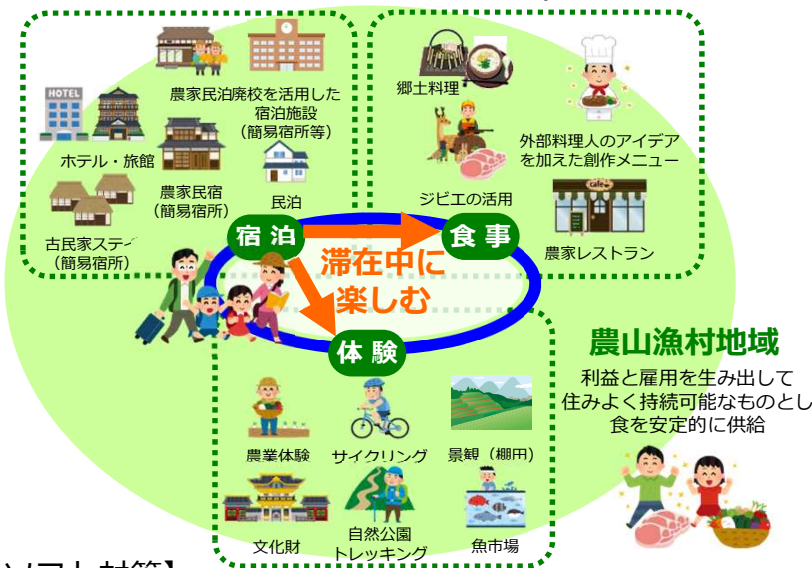 農家民泊
廃校を活用した
宿泊施設
(簡易宿所等)
HOTEL
ホテル・旅館
農家民宿
(簡易宿所)
民泊
古民家ステイ
(簡易宿所)
郷土料理
外部料理人のアイデア
を加えた創作メニュー
ジビエの活用
cafe
農家レストラン
宿 泊
食 事
滞在中に
楽しむ
体 験
農山漁村地域
利益と雇用を生み出して
住みよく持続可能なものとし
食を安定的に供給
農業体験
サイクリング
景観(棚田)
文化財
自然公園
トレッキング
魚市場
ソフト対策】